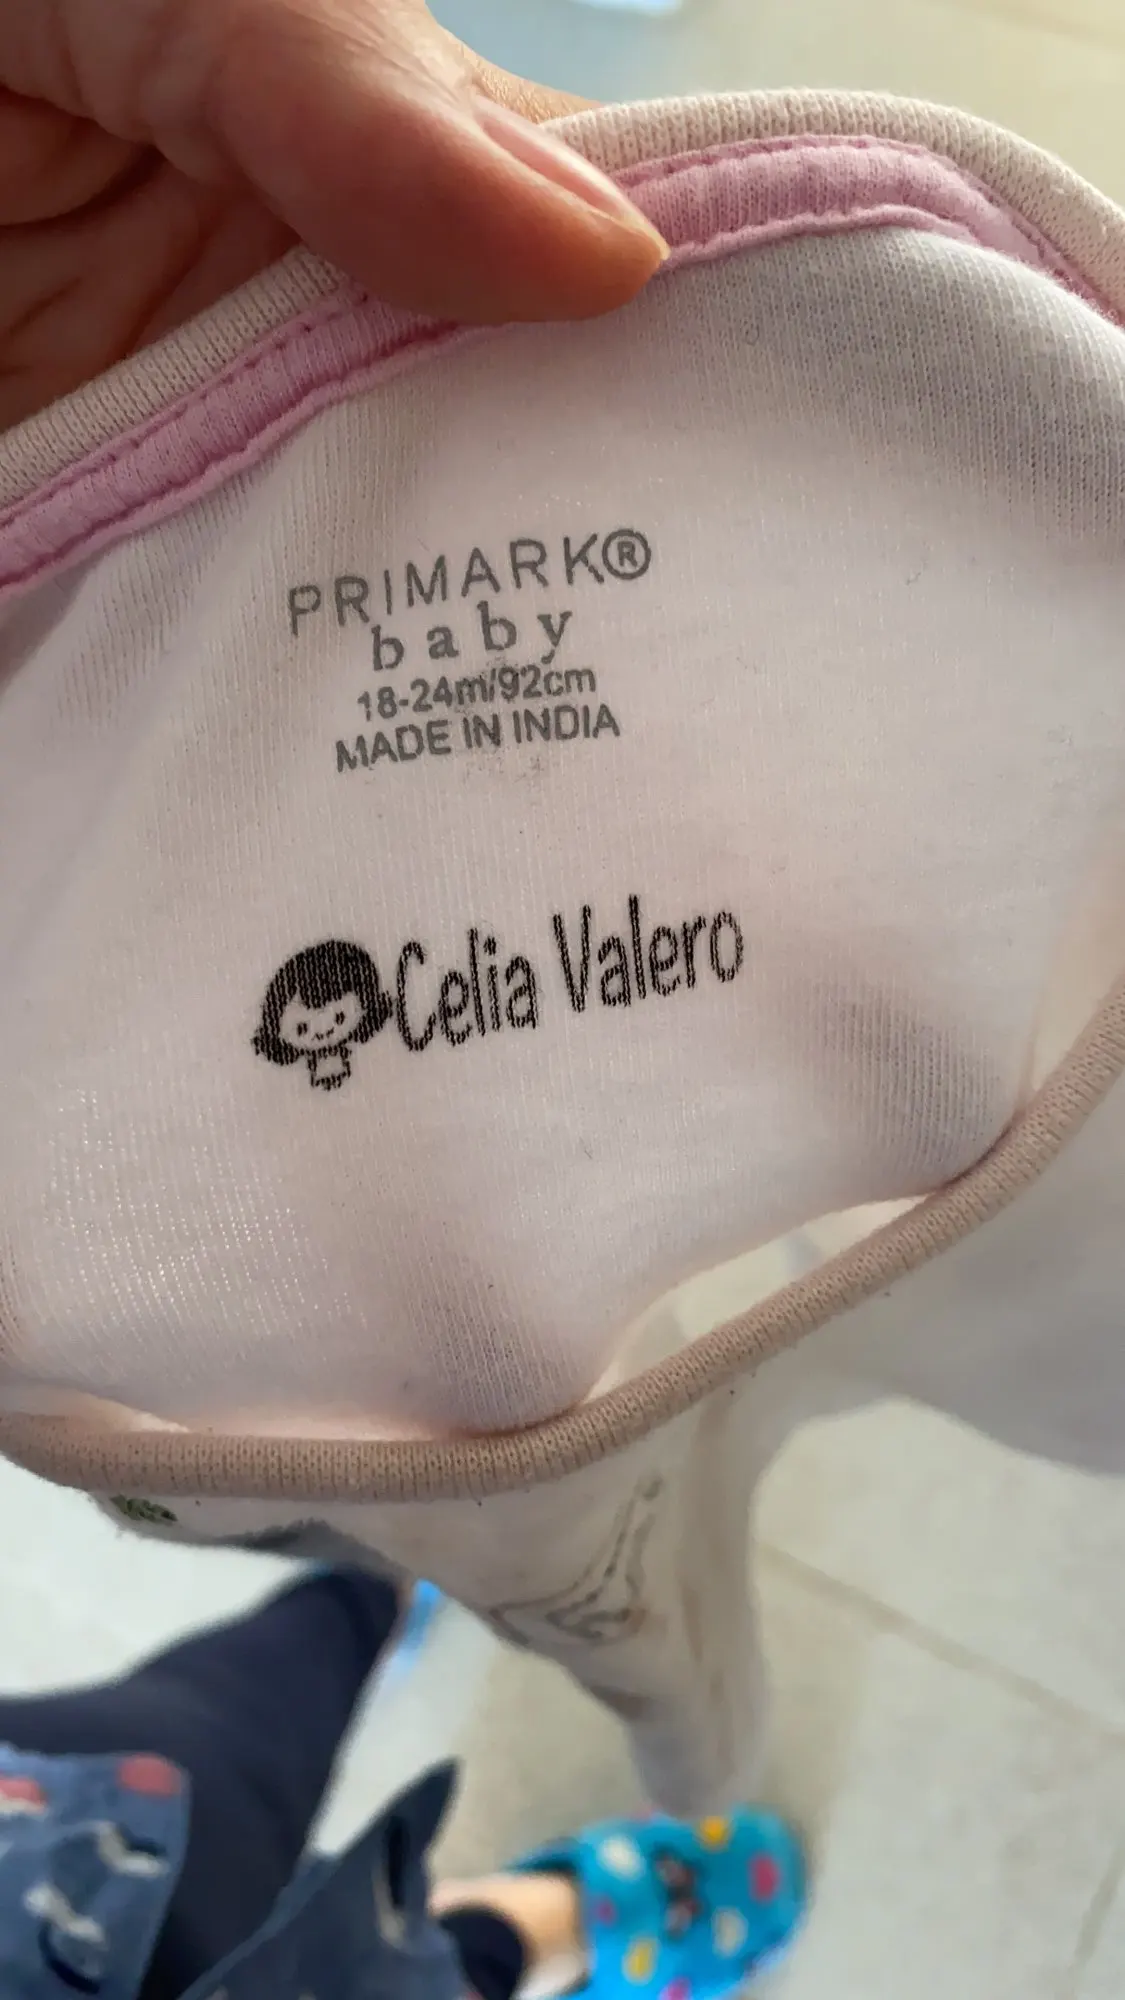 PRIMARK®
baby
18-24m/92cm
MADE IN INDIA
Celia Valero